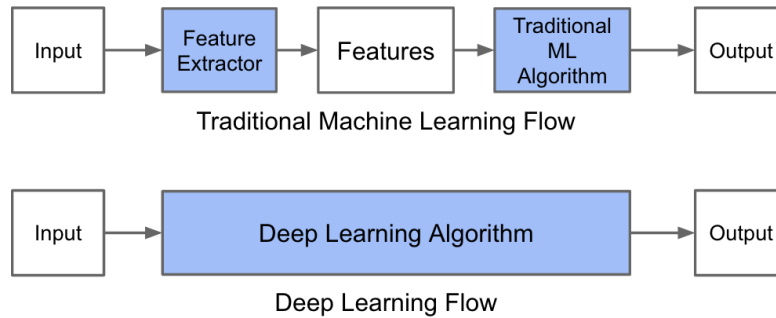 Input
Feature
Extractor
Features
Traditional
ML
Algorithm
Output
Traditional Machine Learning Flow
Input
Deep Learning Algorithm
Output
Deep Learning Flow